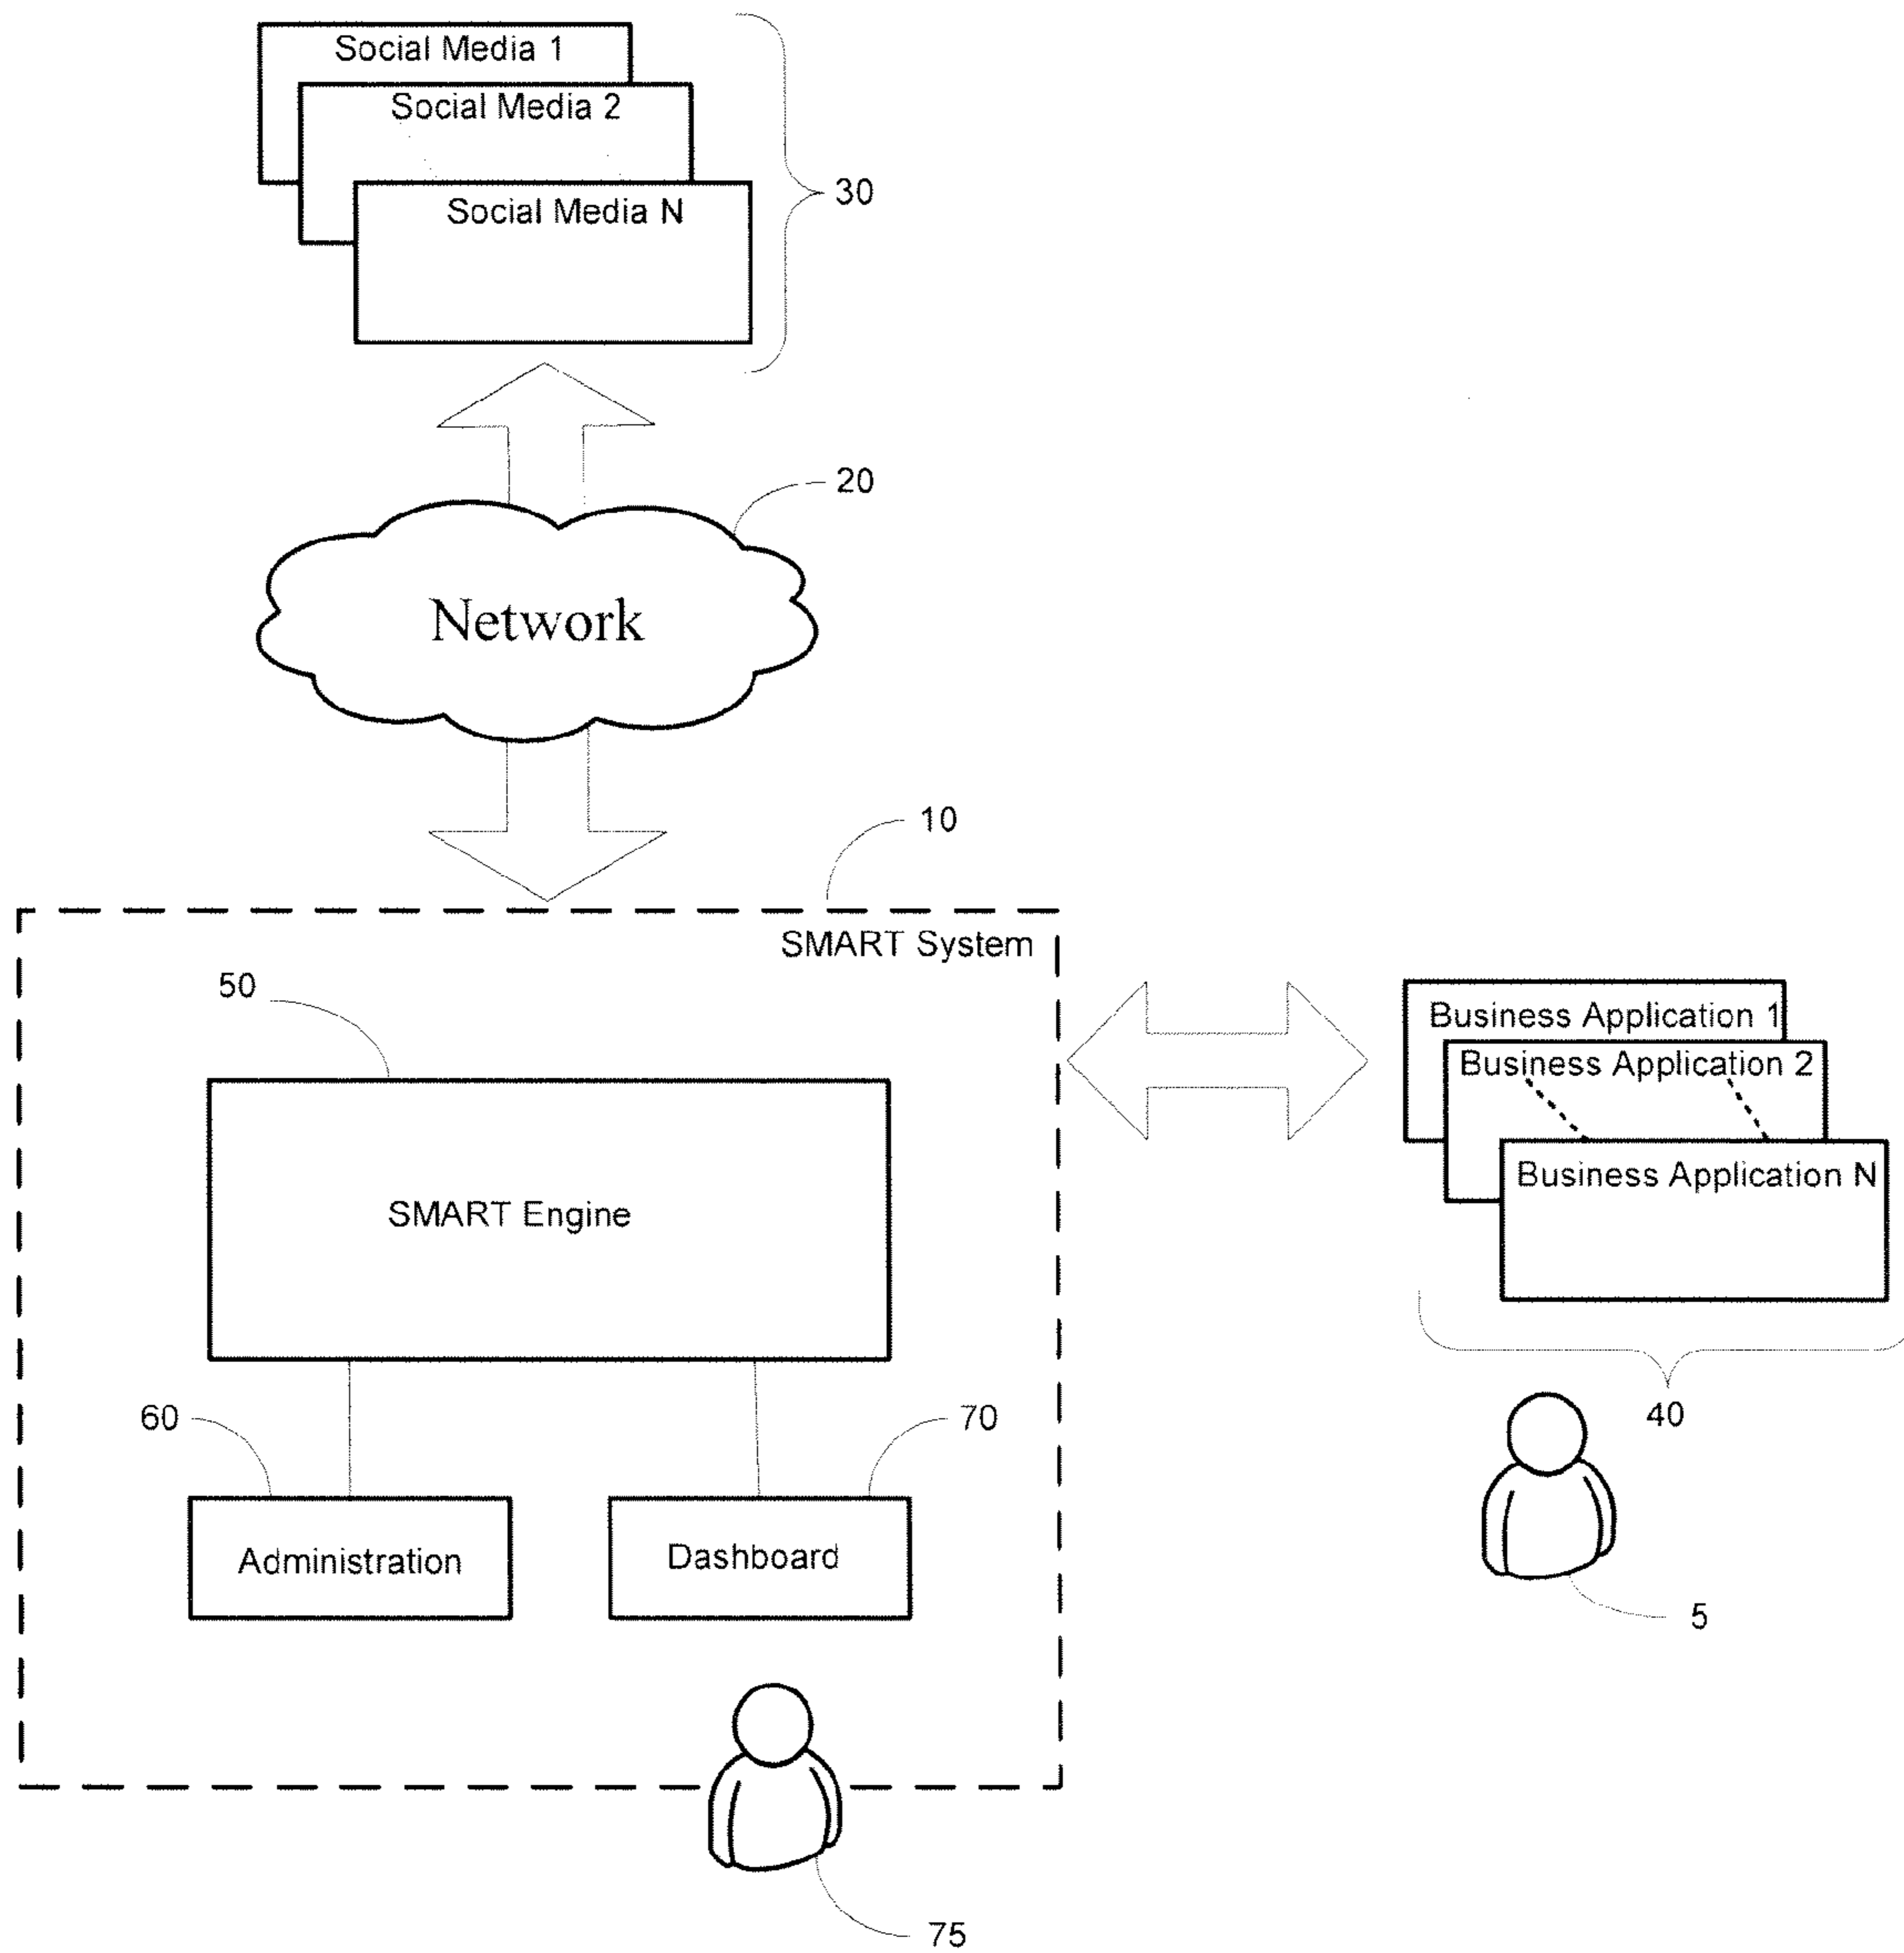 Social Media 1
Social Media 2
Social Media N
30
20
Network
10
SMART System
50
SMART Engine
Business Application 1
Business Application 2
Business Application N
40
60
70
Administration
Dashboard
5
75